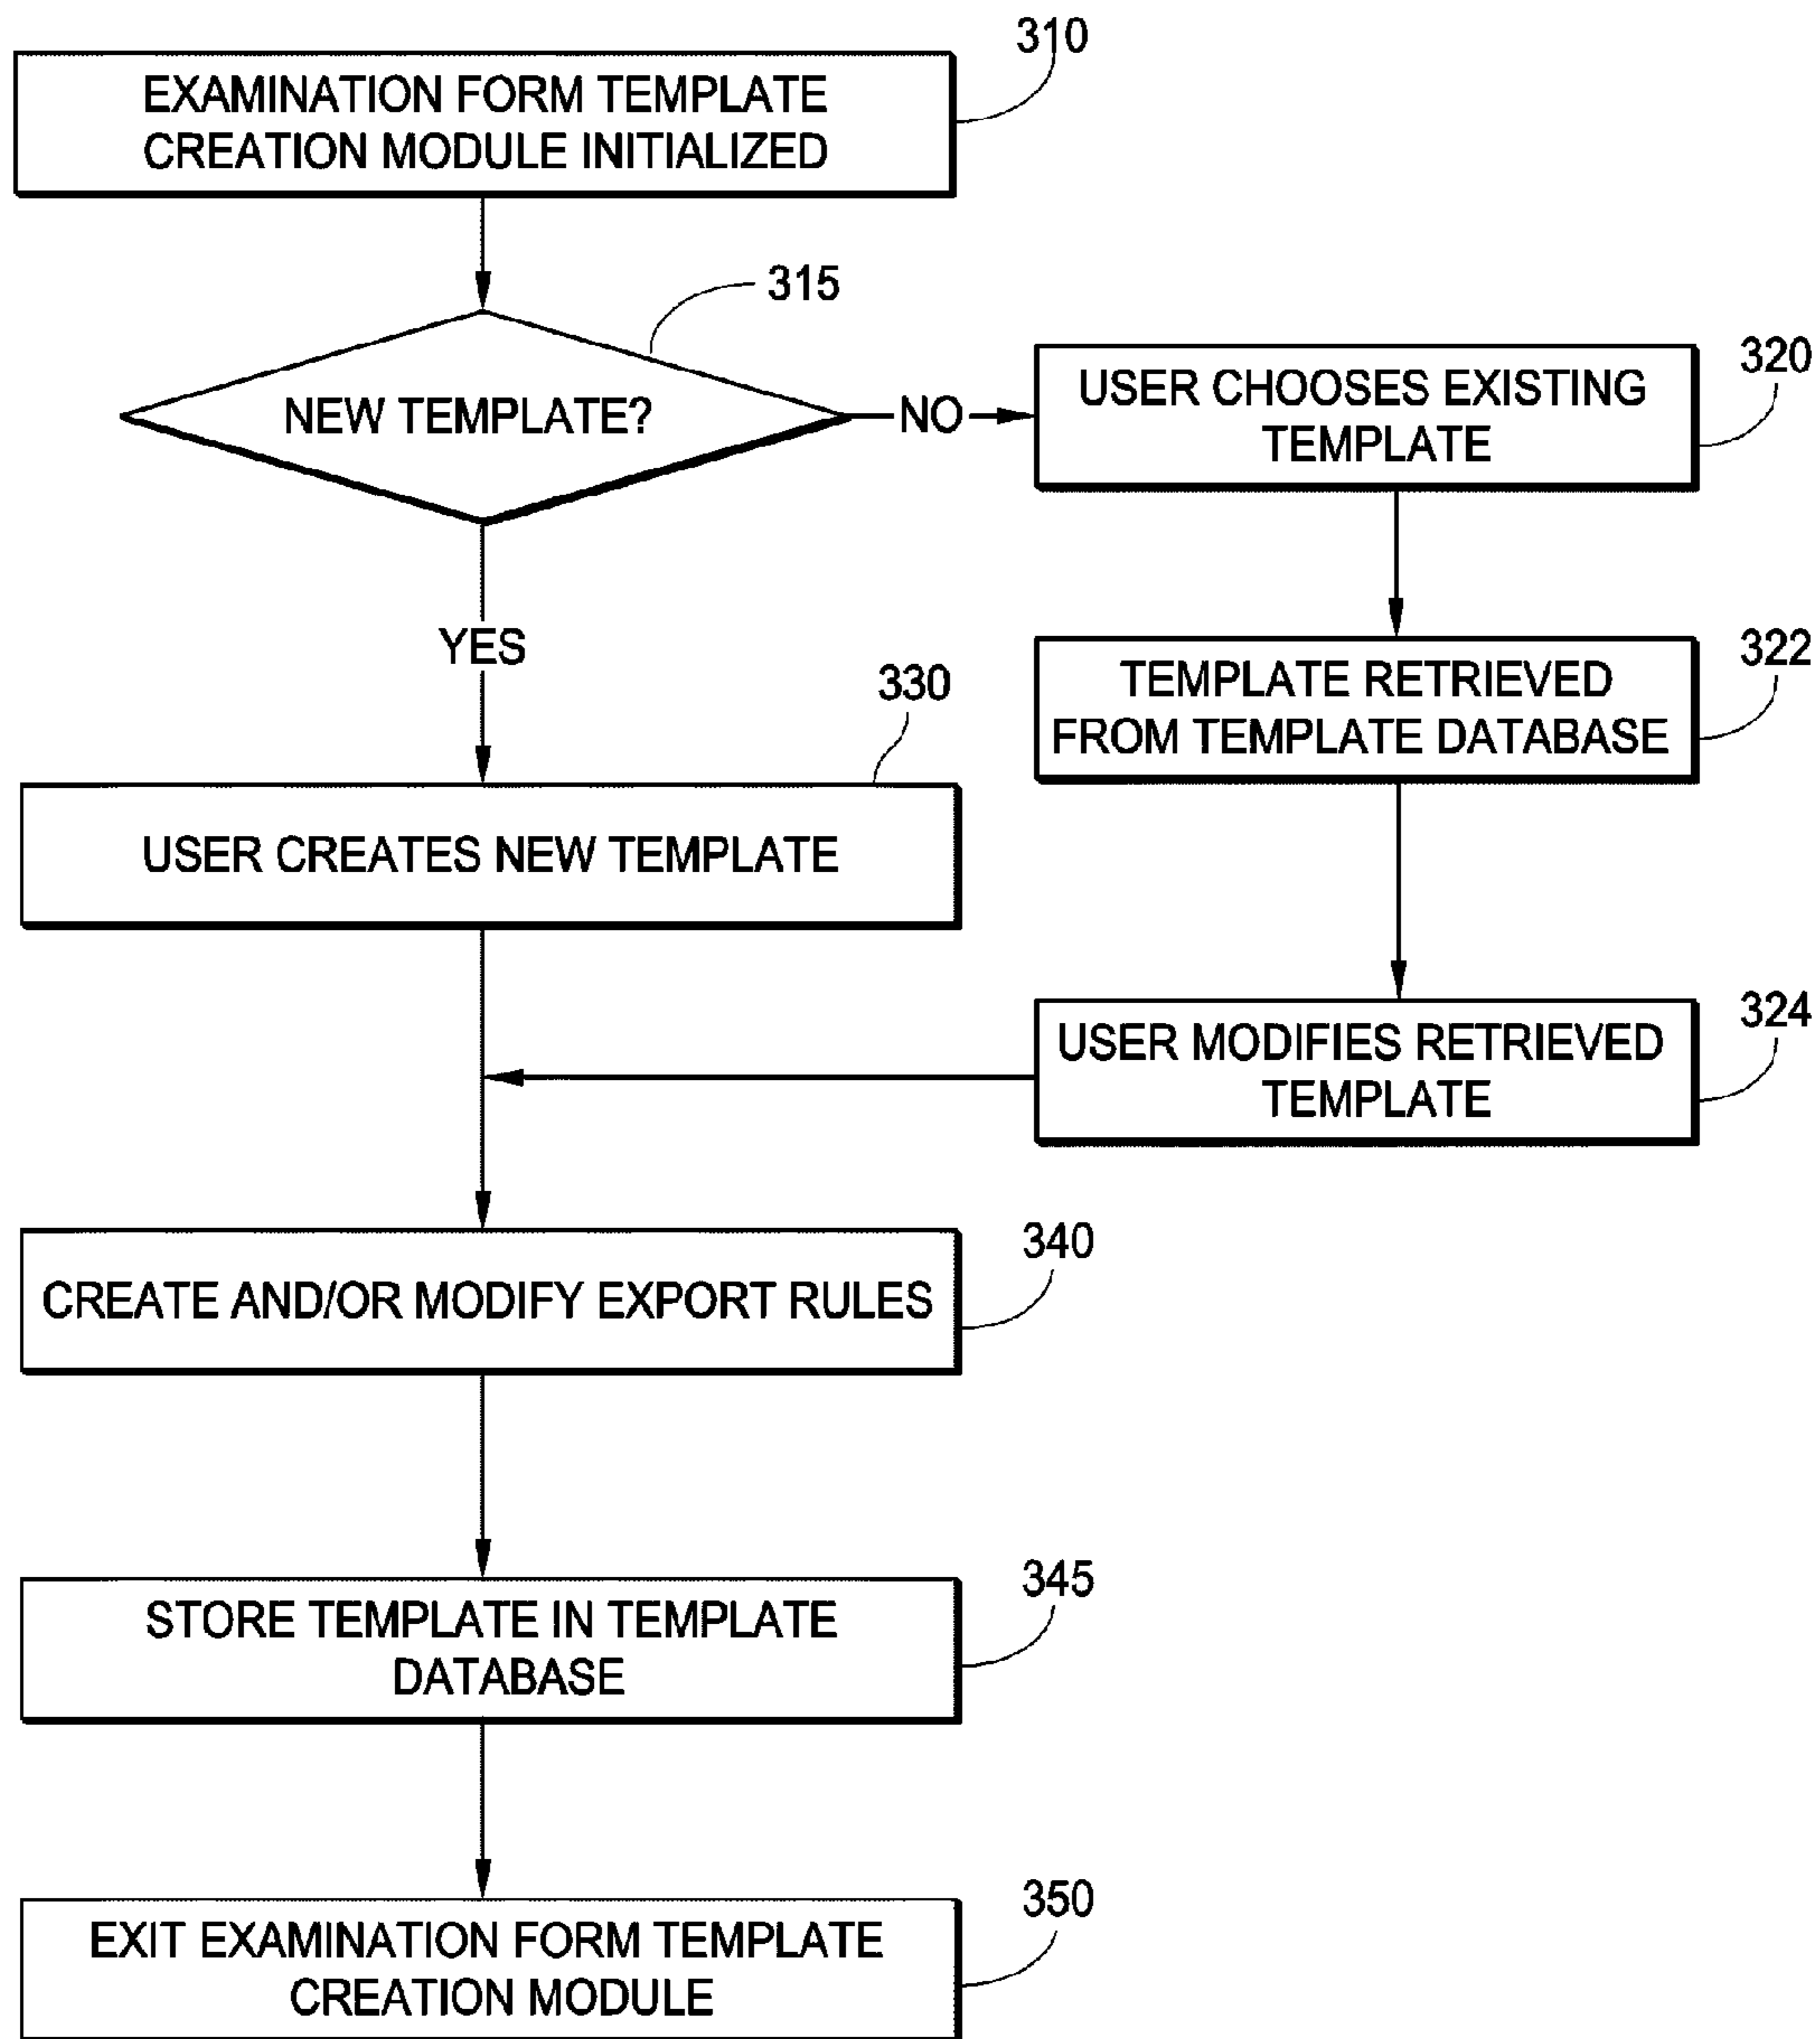 310
EXAMINATION FORM TEMPLATE
CREATION MODULE INITIALIZED
315
NEW TEMPLATE?
NO
320
USER CHOOSES EXISTING
TEMPLATE
YES
322
TEMPLATE RETRIEVED
FROM TEMPLATE DATABASE
330
USER CREATES NEW TEMPLATE
324
USER MODIFIES RETRIEVED
TEMPLATE
340
CREATE AND/OR MODIFY EXPORT RULES
345
STORE TEMPLATE IN TEMPLATE
DATABASE
350
EXIT EXAMINATION FORM TEMPLATE
CREATION MODULE